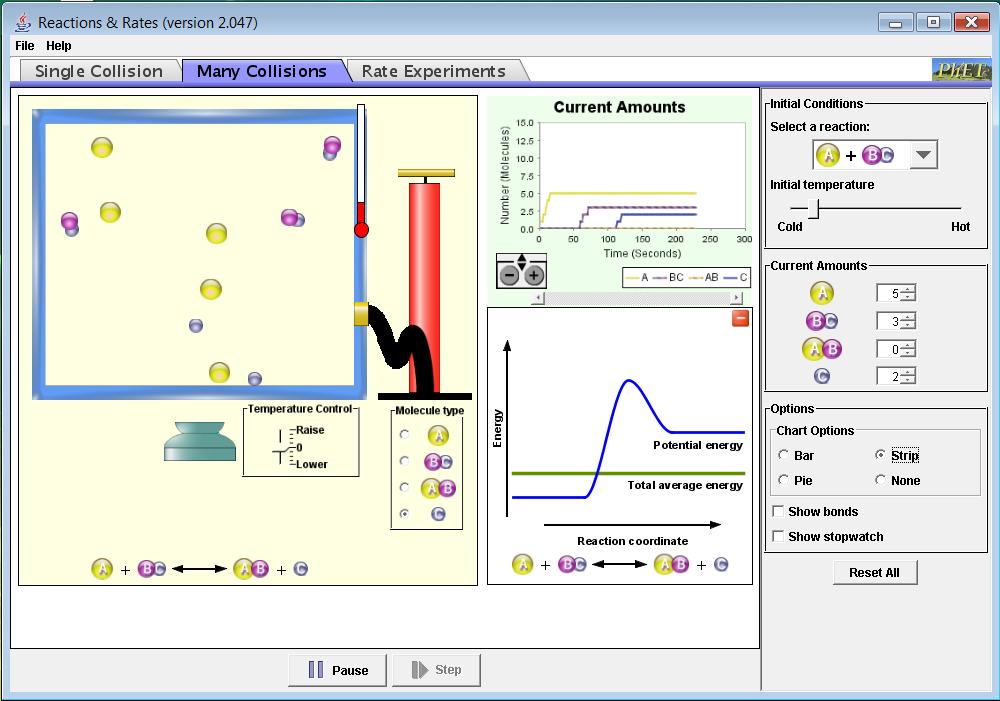 Reactions & Rates (version 2.047)
File Help
Single Collision Many Collisions Rate Experiments
PhET
Current Amounts
Number (Molecules)
15.0
12.5
10.0
7.5
5.0
2.5
0.0
0 50 100 150 200 250 300
Time (Seconds)
A BC AB C
Energy
Potential energy
Total average energy
Reaction coordinate
A + BC AB + C
Temperature Control
Raise
0
Lower
Molecule type
A
BC
AB
C
A + BC AB + C
Pause Step
Initial Conditions
Select a reaction:
A + BC
Initial temperature
Cold Hot
Current Amounts
A 5
BC 3
AB 0
C 2
Options
Chart Options
Bar Strip
Pie None
Show bonds
Show stopwatch
Reset All